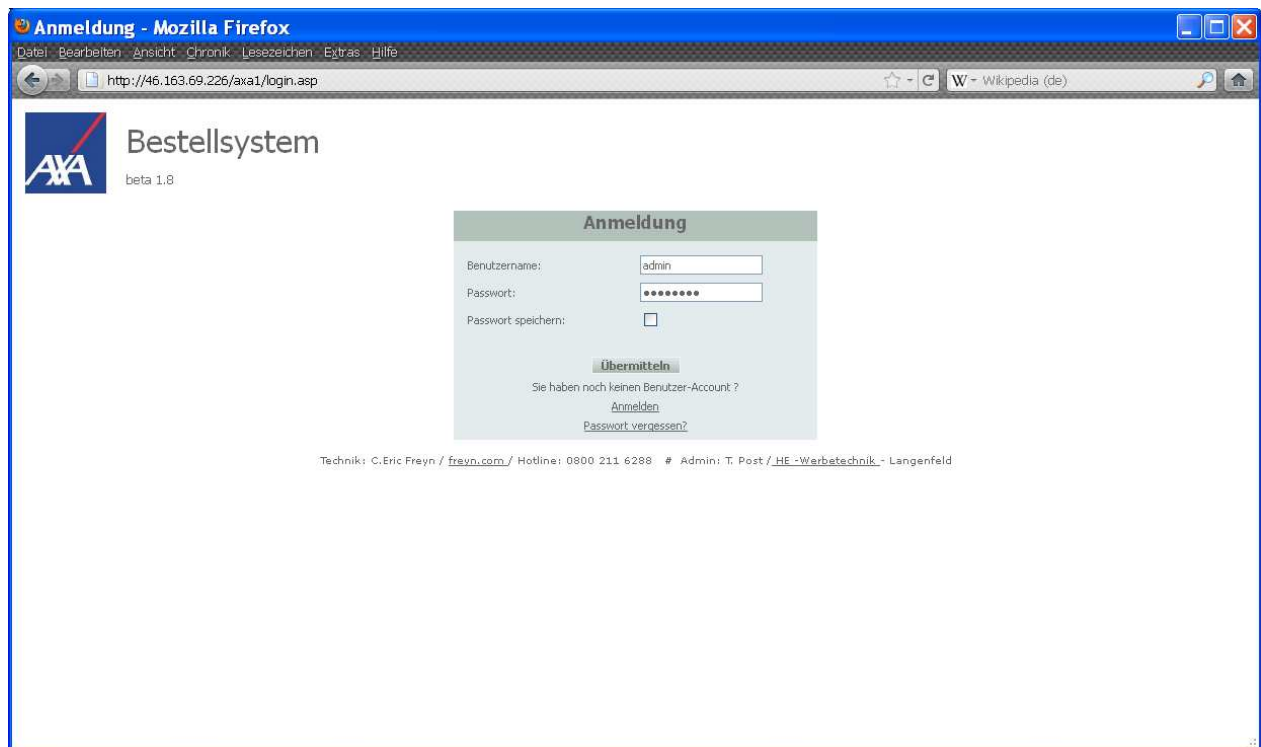 Anmeldung - Mozilla Firefox
Datei Bearbeiten Ansicht Chronik Lesezeichen Extras Hilfe
http://46.163.69.226/axa1/login.asp W - Wikipedia (de)
AXA
Bestellsystem
beta 1.8
Anmeldung
Benutzername: admin
Passwort: ••••••••
Passwort speichern:
Übermitteln
Sie haben noch keinen Benutzer-Account ?
Anmelden
Passwort vergessen?
Technik: C.Eric Freyn / freyn.com / Hotline: 0800 211 6288 # Admin: T. Post / HE -Werbetechnik - Langenfeld